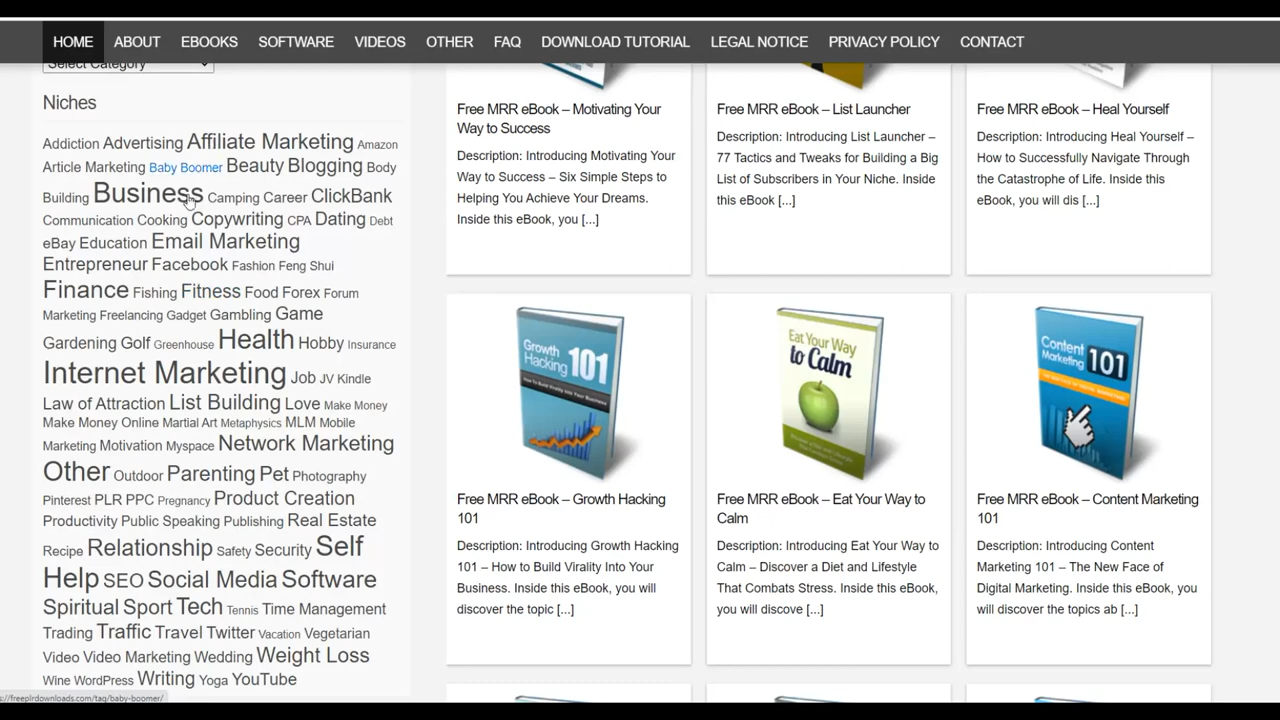 HOME ABOUT EBOOKS SOFTWARE VIDEOS OTHER FAQ DOWNLOAD TUTORIAL LEGAL NOTICE PRIVACY POLICY CONTACT
Select Category
Niches
Addiction Advertising Affiliate Marketing Amazon
Article Marketing Baby Boomer Beauty Blogging Body
Building Business Camping Career ClickBank
Communication Cooking Copywriting CPA Dating Debt
eBay Education Email Marketing
Entrepreneur Facebook Fashion Feng Shui
Finance Fishing Fitness Food Forex Forum
Marketing Freelancing Gadget Gambling Game
Gardening Golf Greenhouse Health Hobby Insurance
Internet Marketing Job JV Kindle
Law of Attraction List Building Love Make Money
Make Money Online Martial Art Metaphysics MLM Mobile
Marketing Motivation Myspace Network Marketing
Other Outdoor Parenting Pet Photography
Pinterest PLR PPC Pregnancy Product Creation
Productivity Public Speaking Publishing Real Estate
Recipe Relationship Safety Security Self
Help SEO Social Media Software
Spiritual Sport Tech Tennis Time Management
Trading Traffic Travel Twitter Vacation Vegetarian
Video Video Marketing Wedding Weight Loss
Wine WordPress Writing Yoga YouTube
Free MRR eBook – Motivating Your
Way to Success
Description: Introducing Motivating Your
Way to Success – Six Simple Steps to
Helping You Achieve Your Dreams.
Inside this eBook, you [...]
Free MRR eBook – List Launcher
Description: Introducing List Launcher –
77 Tactics and Tweaks for Building a Big
List of Subscribers in Your Niche. Inside
this eBook [...]
Free MRR eBook – Heal Yourself
Description: Introducing Heal Yourself –
How to Successfully Navigate Through
the Catastrophe of Life. Inside this
eBook, you will dis [...]
Growth
Hacking 101
How To Build Virality Into Your Business
Free MRR eBook – Growth Hacking
101
Description: Introducing Growth Hacking
101 – How to Build Virality Into Your
Business. Inside this eBook, you will
discover the topic [...]
Eat Your Way
to Calm
Free MRR eBook – Eat Your Way to
Calm
Description: Introducing Eat Your Way to
Calm – Discover a Diet and Lifestyle
That Combats Stress. Inside this eBook,
you will discove [...]
Content
Marketing 101
Free MRR eBook – Content Marketing
101
Description: Introducing Content
Marketing 101 – The New Face of
Digital Marketing. Inside this eBook, you
will discover the topics ab [...]
s://freeplrdownloads.com/tag/baby-boomer/